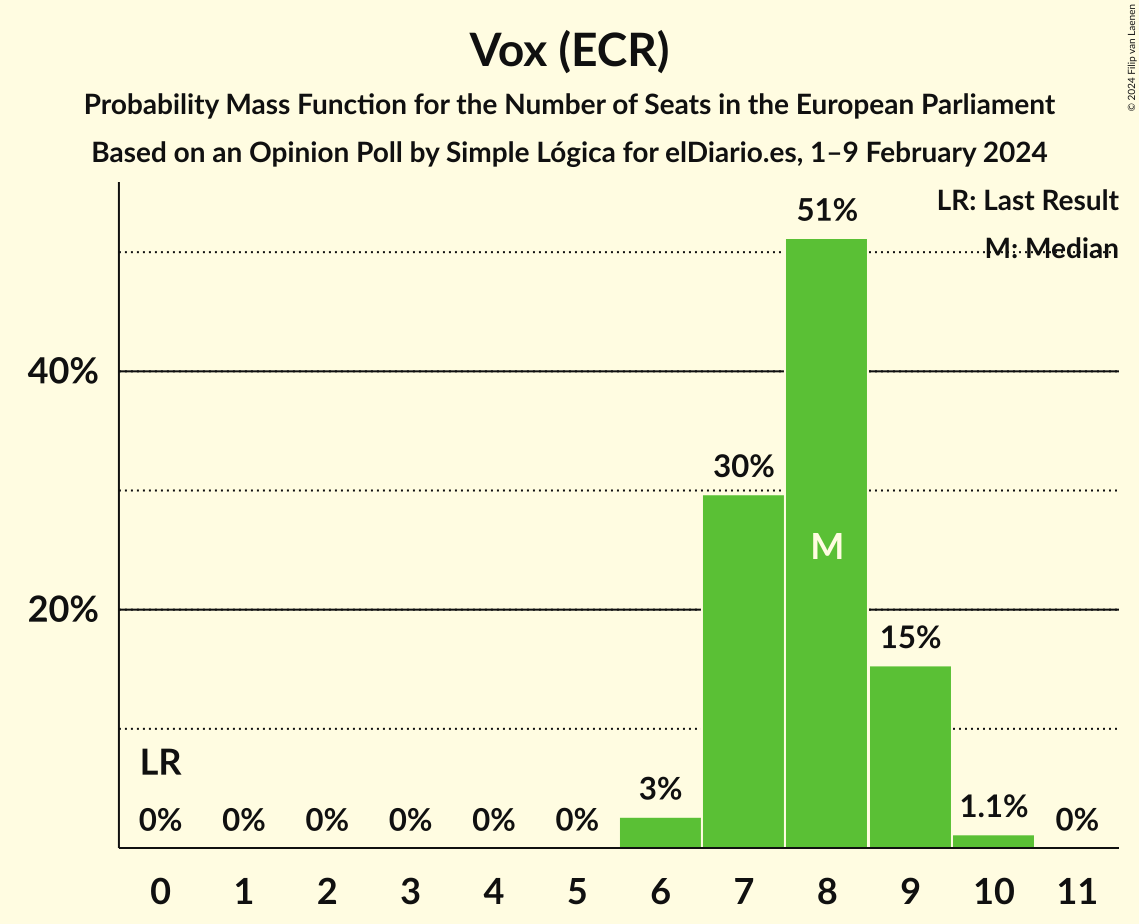 Vox (ECR)
Probability Mass Function for the Number of Seats in the European Parliament
Based on an Opinion Poll by Simple Lógica for elDiario.es, 1–9 February 2024
© 2024 Filip van Laenen
LR: Last Result
M: Median
51%
40%
30%
M
20%
15%
LR
3%
1.1%
0% 0% 0% 0% 0% 0% 0%
0 1 2 3 4 5 6 7 8 9 10 11